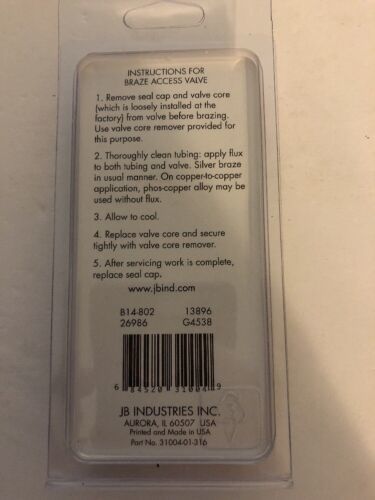 INSTRUCTIONS FOR
BRAZE ACCESS VALVE
1. Remove seal cap and valve core
(which is loosely installed at the
factory) from valve before brazing.
Use valve core remover provided for
this purpose.
2. Thoroughly clean tubing: apply flux
to both tubing and valve. Silver braze
in usual manner. On copper-to-copper
application, phos-copper alloy may be
used without flux.
3. Allow to cool.
4. Replace valve core and secure
tightly with valve core remover.
5. After servicing work is complete,
replace seal cap.
www.jbind.com
B14-802 13896
26986 G4538
6 84520 31004 9
JB INDUSTRIES INC.
AURORA, IL 60507 USA
Printed and Made in USA
Part No. 31004-01-316